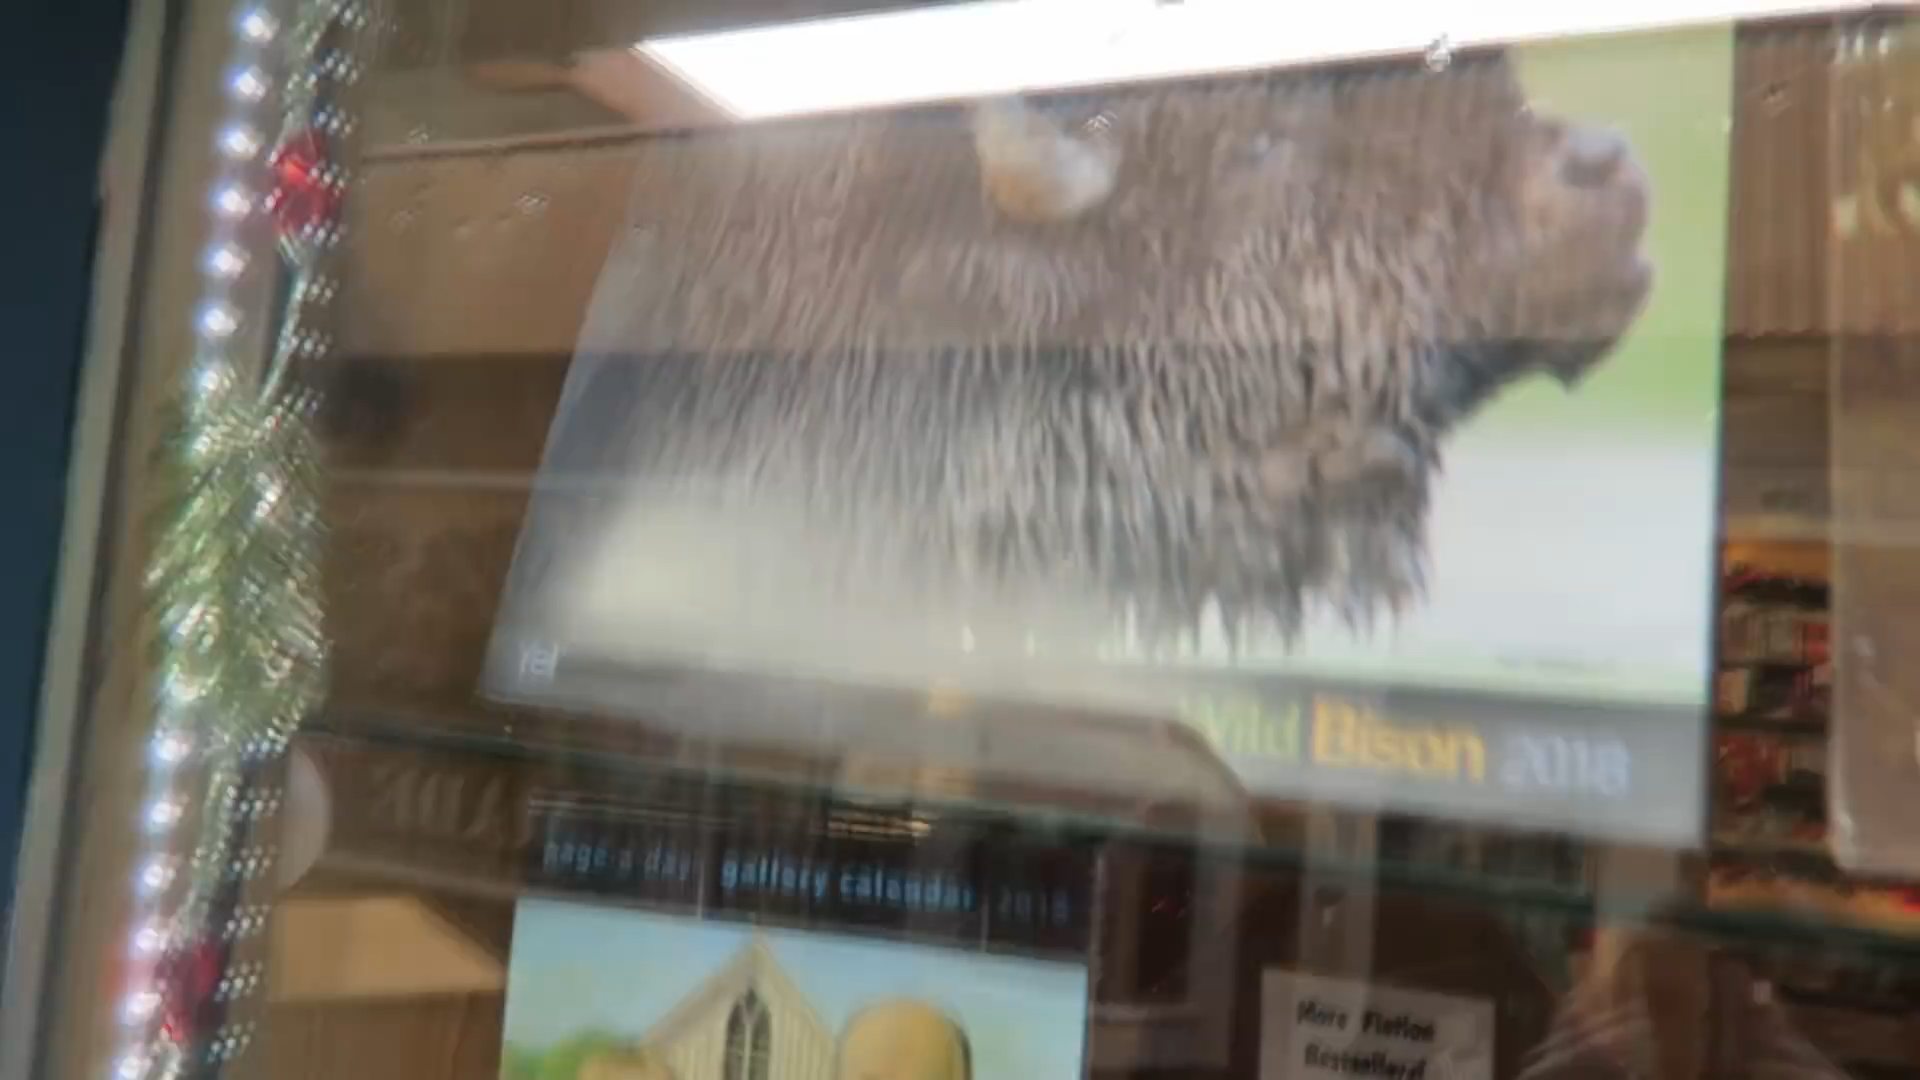 Wild Bison 2018
page-a-day gallery calendar 2018
More Fiction
Bestsellers!